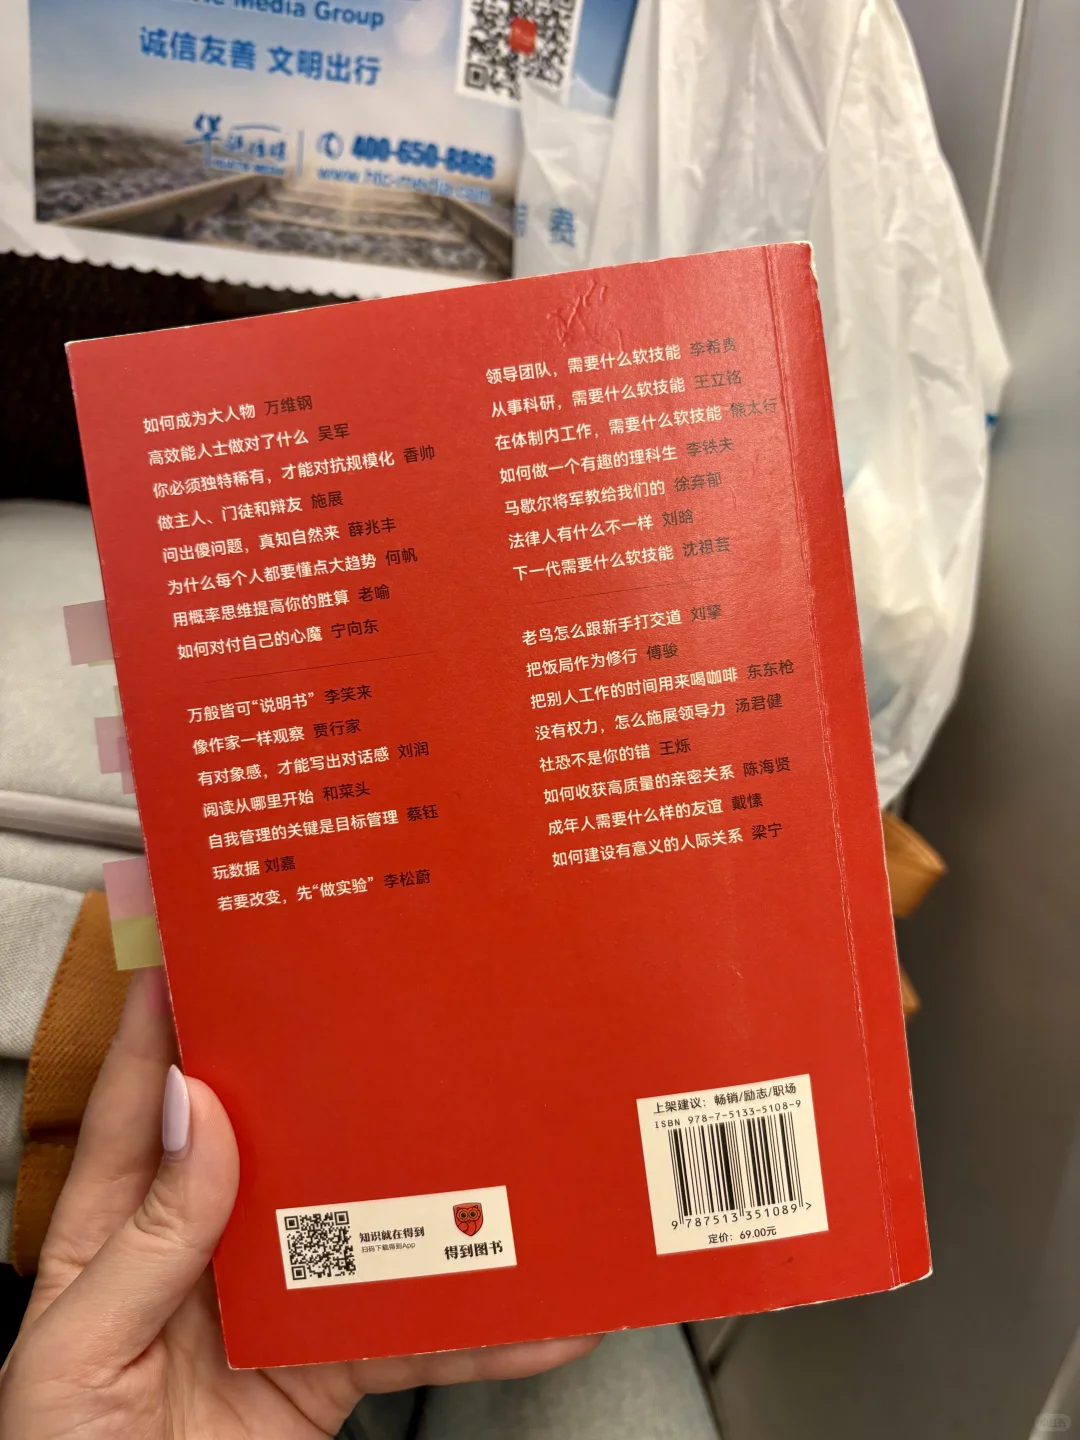 Media Group
诚信友善 文明出行
400-650-8866
www.htc-media.com
贵
如何成为大人物 万维钢
高效能人士做对了什么 吴军
你必须独特稀有，才能对抗规模化 香帅
做主人、门徒和辩友 施展
问出傻问题，真知自然来 薛兆丰
为什么每个人都要懂点大趋势 何帆
用概率思维提高你的胜算 老喻
如何对付自己的心魔 宁向东
万般皆可“说明书” 李笑来
像作家一样观察 贾行家
有对象感，才能写出对话感 刘润
阅读从哪里开始 和菜头
自我管理的关键是目标管理 蔡钰
玩数据 刘嘉
若要改变，先“做实验” 李松蔚
领导团队，需要什么软技能 李希贵
从事科研，需要什么软技能 王立铭
在体制内工作，需要什么软技能 熊太行
如何做一个有趣的理科生 李铁夫
马歇尔将军教给我们的 徐弃郁
法律人有什么不一样 刘晗
下一代需要什么软技能 沈祖芸
老鸟怎么跟新手打交道 刘擎
把饭局作为修行 傅骏
把别人工作的时间用来喝咖啡 东东枪
没有权力，怎么施展领导力 汤君健
社恐不是你的错 王烁
如何收获高质量的亲密关系 陈海贤
成年人需要什么样的友谊 戴愫
如何建设有意义的人际关系 梁宁
上架建议：畅销/励志/职场
ISBN 978-7-5133-5108-9
9 787513 351089 >
定价：69.00元
知识就在得到
扫码下载得到App
得到图书